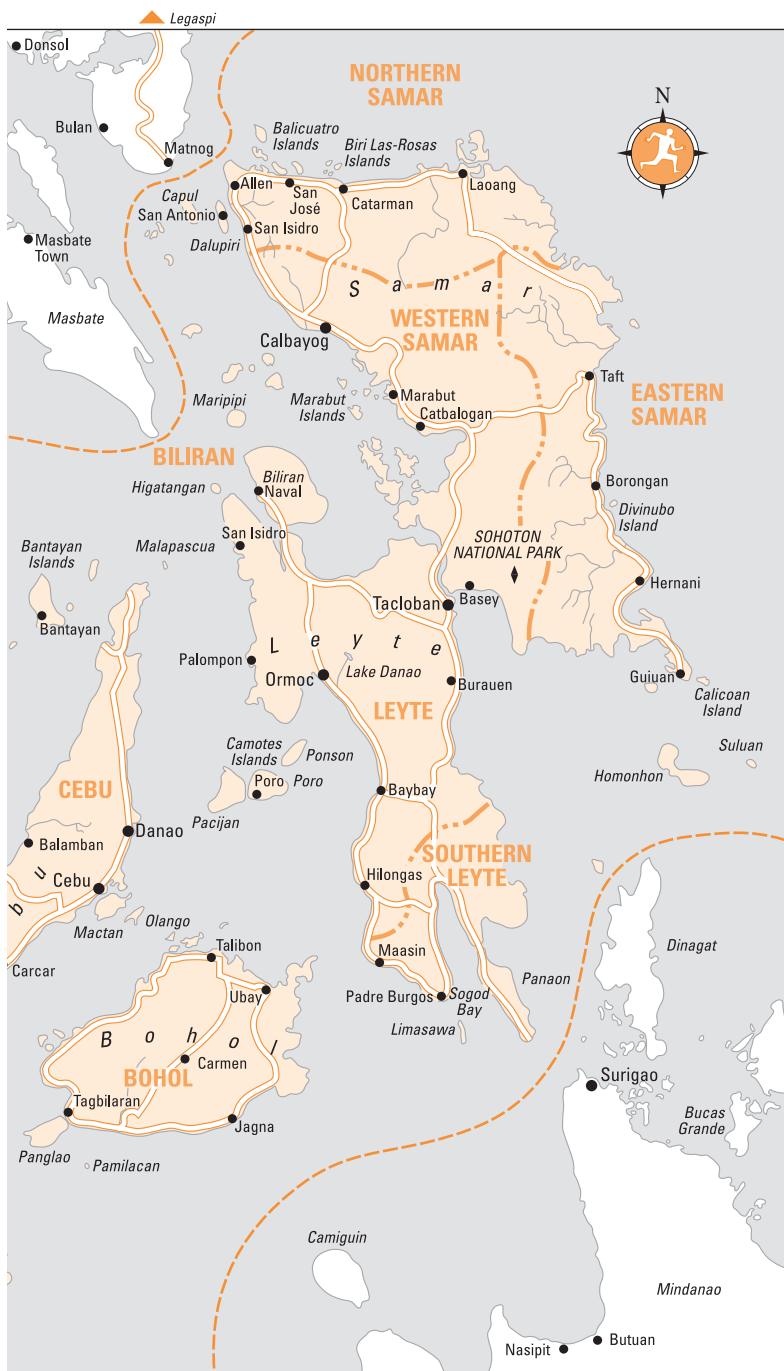 Legaspi
Donsol
NORTHERN
SAMAR
N
Bulan
Balicuatro
Islands
Biri Las-Rosas
Islands
Matnog
Laoang
Allen
San
José
Catarman
Capul
San Antonio
San Isidro
Masbate
Town
Dalupiri
Samar
Masbate
WESTERN
SAMAR
Calbayog
Taft
EASTERN
SAMAR
Marabut
Marabut
Islands
Catbalogan
Maripipi
BILIRAN
Biliran
Naval
Higatangan
Borongan
Divinubo
Island
San Isidro
SOHOTON
NATIONAL PARK
Bantayan
Islands
Malapascua
Hernani
Basey
Tacloban
Bantayan
Leyte
Palompon
Lake Danao
Ormoc
Burauen
Guiuan
Calicoan
Island
LEYTE
Suluan
Camotes
Islands
Ponson
Homonhon
Poro
Poro
CEBU
Baybay
Pacijan
Danao
Balamban
SOUTHERN
LEYTE
bu
Cebu
Hilongas
Mactan
Olango
Talibon
Dinagat
Carcar
Maasin
Ubay
Panaon
Padre Burgos
Sogod
Bay
Limasawa
Bohol
Carmen
BOHOL
Surigao
Tagbilaran
Jagna
Bucas
Grande
Panglao
Pamilacan
Camiguin
Mindanao
Nasipit
Butuan